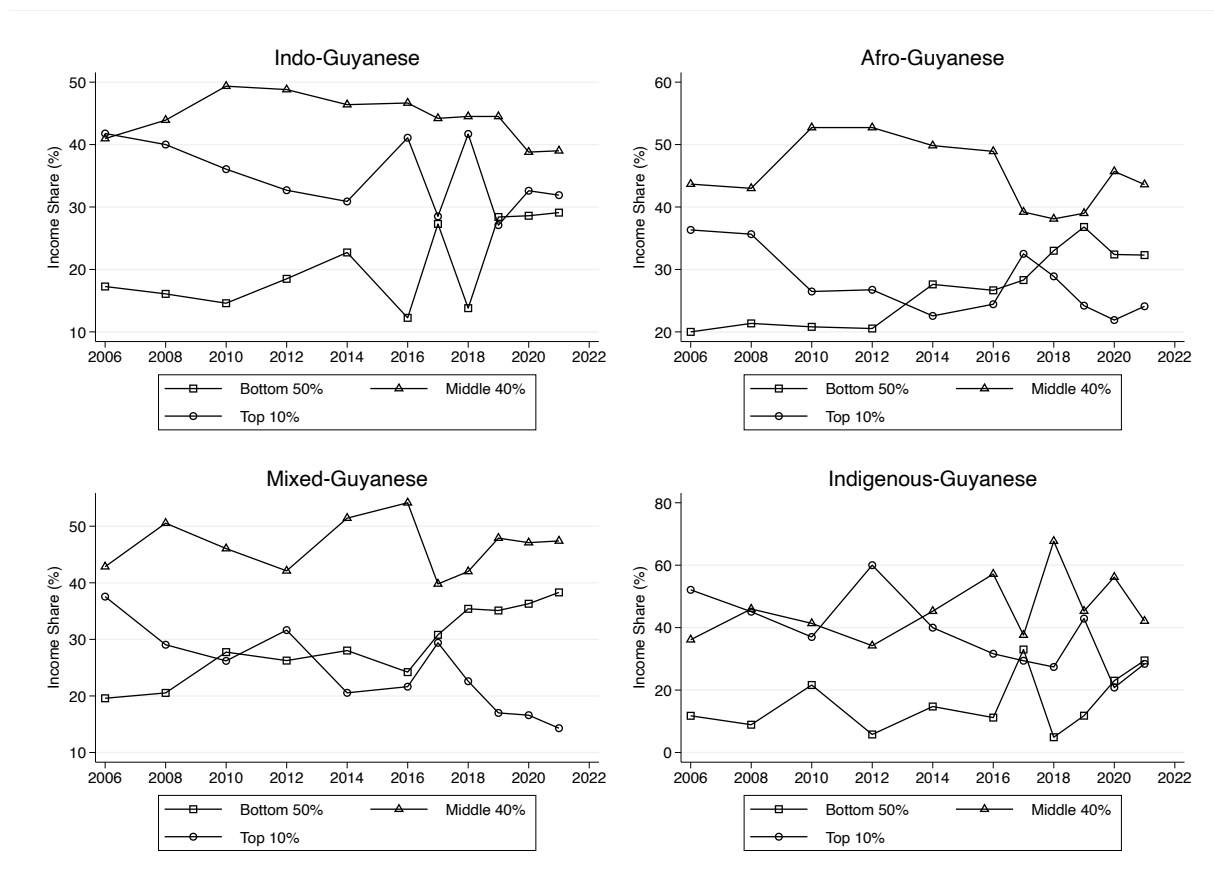 Indo-Guyanese
Income Share (%)
50
40
30
20
10
2006 2008 2010 2012 2014 2016 2018 2020 2022
Bottom 50% Middle 40%
Top 10%
Afro-Guyanese
Income Share (%)
60
50
40
30
20
2006 2008 2010 2012 2014 2016 2018 2020 2022
Bottom 50% Middle 40%
Top 10%
Mixed-Guyanese
Income Share (%)
50
40
30
20
10
2006 2008 2010 2012 2014 2016 2018 2020 2022
Bottom 50% Middle 40%
Top 10%
Indigenous-Guyanese
Income Share (%)
80
60
40
20
0
2006 2008 2010 2012 2014 2016 2018 2020 2022
Bottom 50% Middle 40%
Top 10%